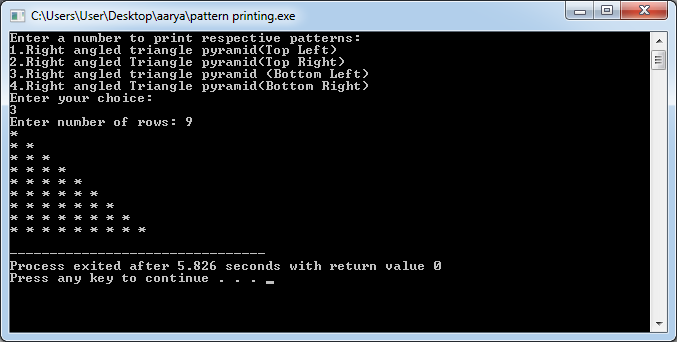 C:\Users\User\Desktop\aarya\pattern printing.exe
Enter a number to print respective patterns:
1.Right angled triangle pyramid(Top Left)
2.Right angled Triangle pyramid(Top Right)
3.Right angled triangle pyramid (Bottom Left)
4.Right angled Triangle pyramid(Bottom Right)
Enter your choice:
3
Enter number of rows: 9
*
* *
* * *
* * * *
* * * * *
* * * * * *
* * * * * * *
* * * * * * * *
* * * * * * * * *
--------------------------------
Process exited after 5.826 seconds with return value 0
Press any key to continue . . . _